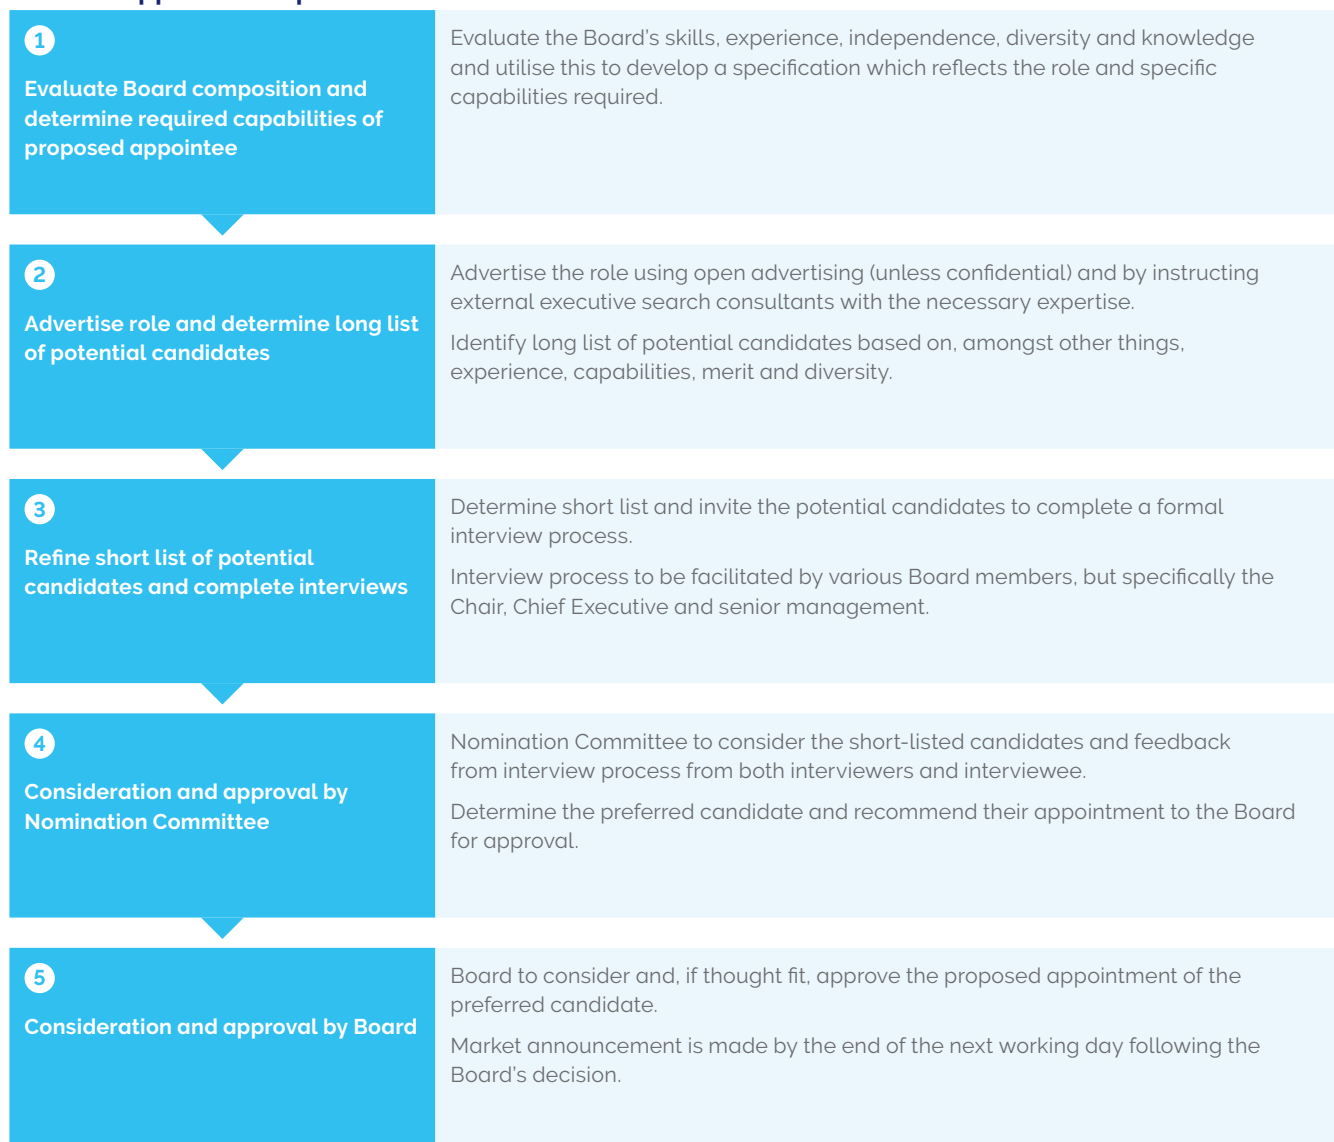 1
Evaluate Board composition and
determine required capabilities of
proposed appointee
Evaluate the Board’s skills, experience, independence, diversity and knowledge
and utilise this to develop a specification which reflects the role and specific
capabilities required.
2
Advertise role and determine long list
of potential candidates
Advertise the role using open advertising (unless confidential) and by instructing
external executive search consultants with the necessary expertise.
Identify long list of potential candidates based on, amongst other things,
experience, capabilities, merit and diversity.
3
Refine short list of potential
candidates and complete interviews
Determine short list and invite the potential candidates to complete a formal
interview process.
Interview process to be facilitated by various Board members, but specifically the
Chair, Chief Executive and senior management.
4
Consideration and approval by
Nomination Committee
Nomination Committee to consider the short-listed candidates and feedback
from interview process from both interviewers and interviewee.
Determine the preferred candidate and recommend their appointment to the Board
for approval.
5
Consideration and approval by Board
Board to consider and, if thought fit, approve the proposed appointment of the
preferred candidate.
Market announcement is made by the end of the next working day following the
Board’s decision.